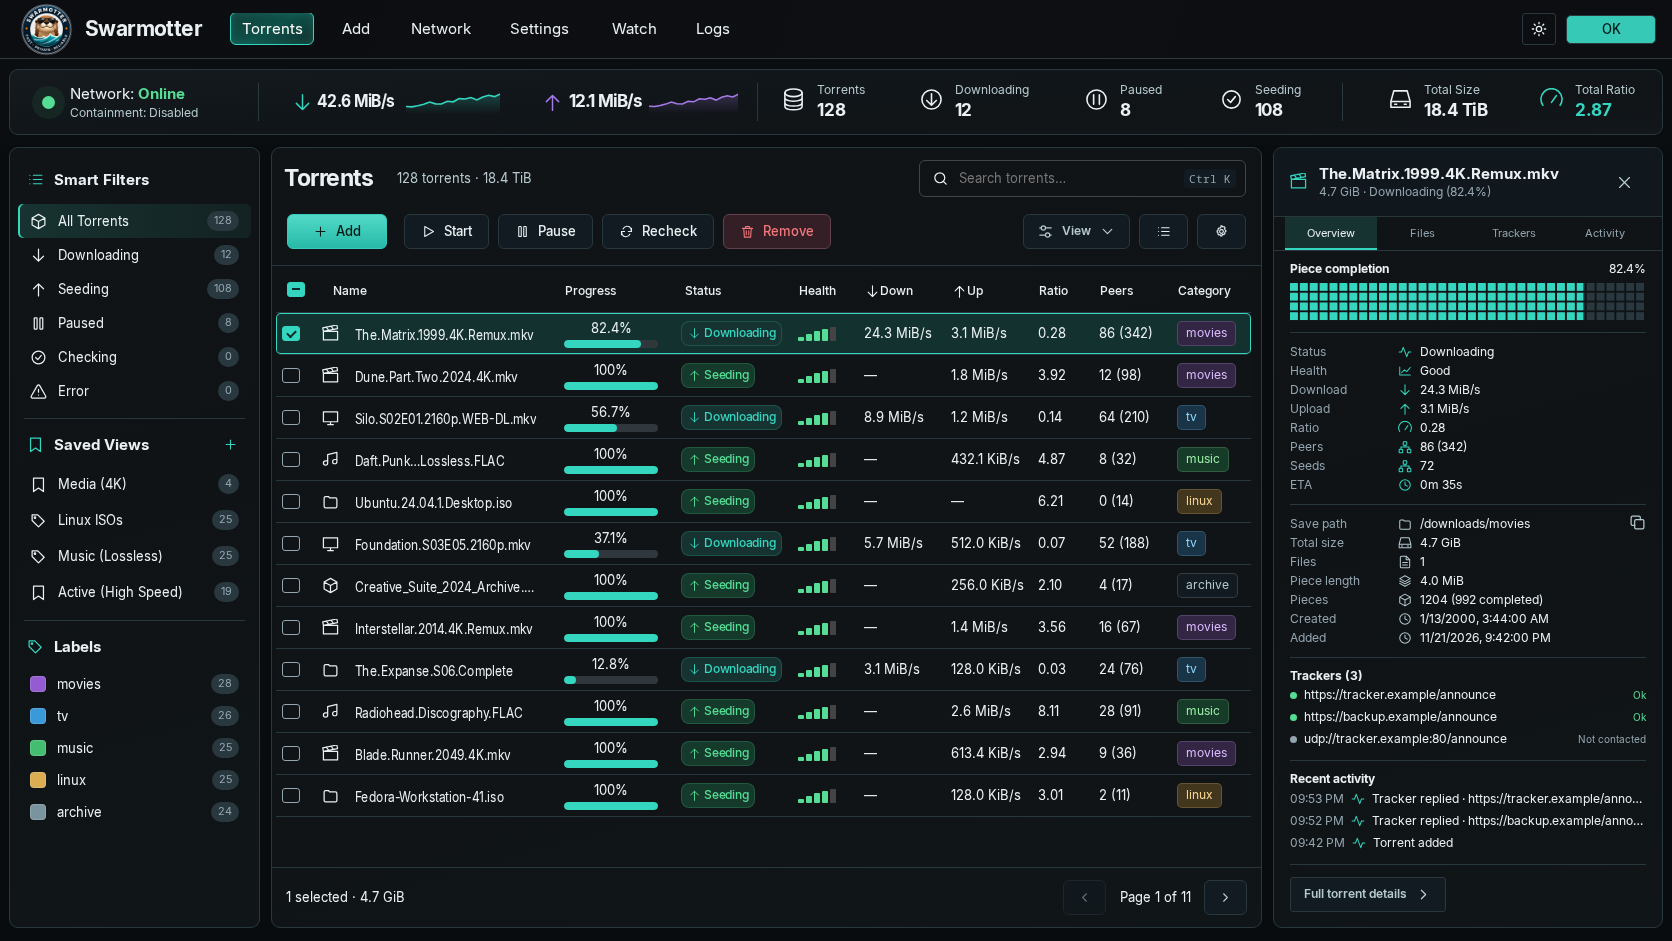 Swarmotter
Torrents
Add
Network
Settings
Watch
Logs
OK
Network: Online
Containment: Disabled
42.6 MiB/s
12.1 MiB/s
Torrents
128
Downloading
12
Paused
8
Seeding
108
Total Size
18.4 TiB
Total Ratio
2.87
Smart Filters
All Torrents 128
Downloading 12
Seeding 108
Paused 8
Checking 0
Error 0
Saved Views
Media (4K) 4
Linux ISOs 25
Music (Lossless) 25
Active (High Speed) 19
Labels
movies 28
tv 26
music 25
linux 25
archive 24
Torrents 128 torrents · 18.4 TiB
Search torrents... Ctrl K
Add Start Pause Recheck Remove View
Name Progress Status Health Down Up Ratio Peers Category
The.Matrix.1999.4K.Remux.mkv 82.4% Downloading 24.3 MiB/s 3.1 MiB/s 0.28 86 (342) movies
Dune.Part.Two.2024.4K.mkv 100% Seeding — 1.8 MiB/s 3.92 12 (98) movies
Silo.S02E01.2160p.WEB-DL.mkv 56.7% Downloading 8.9 MiB/s 1.2 MiB/s 0.14 64 (210) tv
Daft.Punk...Lossless.FLAC 100% Seeding — 432.1 KiB/s 4.87 8 (32) music
Ubuntu.24.04.1.Desktop.iso 100% Seeding — — 6.21 0 (14) linux
Foundation.S03E05.2160p.mkv 37.1% Downloading 5.7 MiB/s 512.0 KiB/s 0.07 52 (188) tv
Creative_Suite_2024_Archive.... 100% Seeding — 256.0 KiB/s 2.10 4 (17) archive
Interstellar.2014.4K.Remux.mkv 100% Seeding — 1.4 MiB/s 3.56 16 (67) movies
The.Expanse.S06.Complete 12.8% Downloading 3.1 MiB/s 128.0 KiB/s 0.03 24 (76) tv
Radiohead.Discography.FLAC 100% Seeding — 2.6 MiB/s 8.11 28 (91) music
Blade.Runner.2049.4K.mkv 100% Seeding — 613.4 KiB/s 2.94 9 (36) movies
Fedora-Workstation-41.iso 100% Seeding — 128.0 KiB/s 3.01 2 (11) linux
1 selected · 4.7 GiB
Page 1 of 11
The.Matrix.1999.4K.Remux.mkv
4.7 GiB · Downloading (82.4%)
Overview Files Trackers Activity
Piece completion 82.4%
Status Downloading
Health Good
Download 24.3 MiB/s
Upload 3.1 MiB/s
Ratio 0.28
Peers 86 (342)
Seeds 72
ETA 0m 35s
Save path /downloads/movies
Total size 4.7 GiB
Files 1
Piece length 4.0 MiB
Pieces 1204 (992 completed)
Created 1/13/2000, 3:44:00 AM
Added 11/21/2026, 9:42:00 PM
Trackers (3)
https://tracker.example/announce Ok
https://backup.example/announce Ok
udp://tracker.example:80/announce Not contacted
Recent activity
09:53 PM Tracker replied · https://tracker.example/anno...
09:52 PM Tracker replied · https://backup.example/anno...
09:42 PM Torrent added
Full torrent details